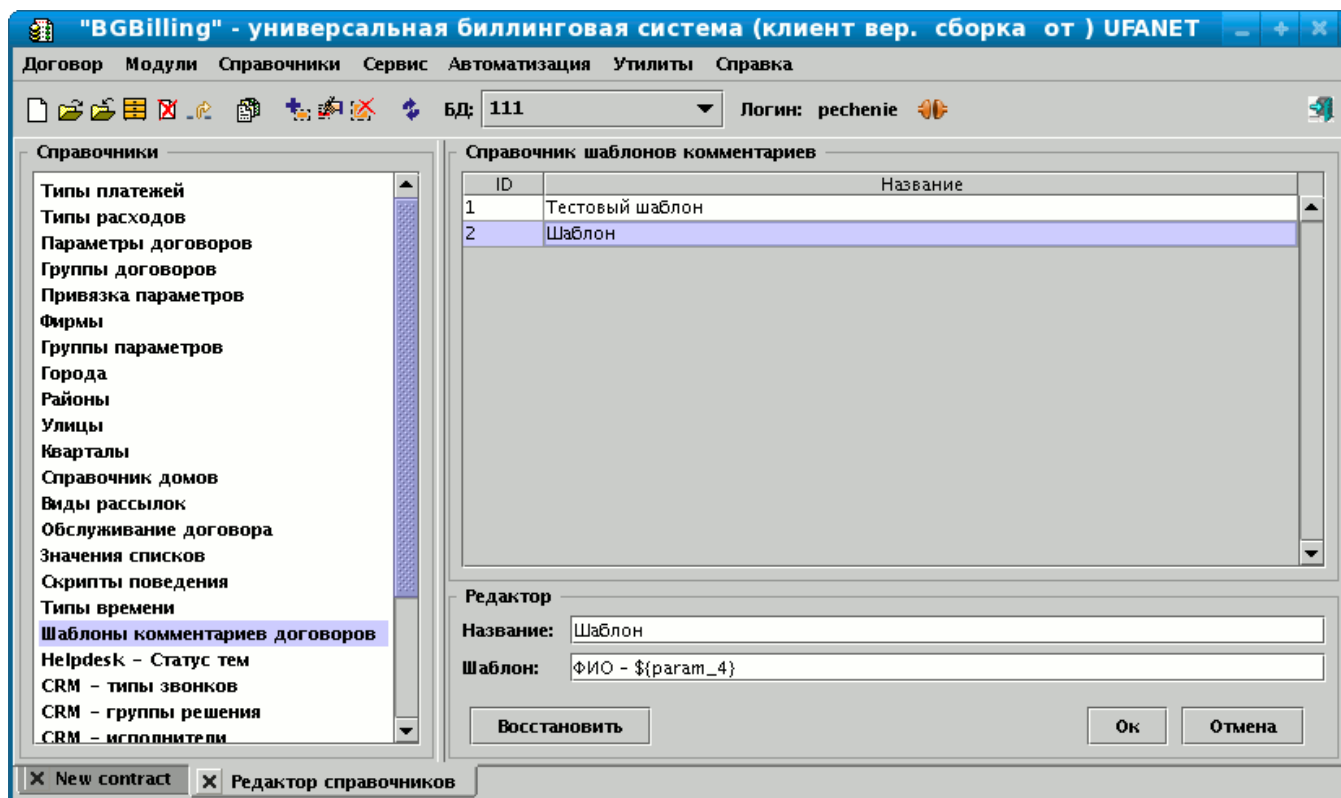 "BGBilling" - универсальная биллинговая система (клиент вер. сборка от ) UFANET
Договор Модули Справочники Сервис Автоматизация Утилиты Справка
БД: 111 Логин: pechenie
Справочники
Типы платежей
Типы расходов
Параметры договоров
Группы договоров
Привязка параметров
Фирмы
Группы параметров
Города
Районы
Улицы
Кварталы
Справочник домов
Виды рассылок
Обслуживание договора
Значения списков
Скрипты поведения
Типы времени
Шаблоны комментариев договоров
Helpdesk - Статус тем
CRM - типы звонков
CRM - группы решения
CRM - исполнители
Справочник шаблонов комментариев
ID Название
1 Тестовый шаблон
2 Шаблон
Редактор
Название: Шаблон
Шаблон: ФИО - ${param_4}
Восстановить Ок Отмена
New contract Редактор справочников